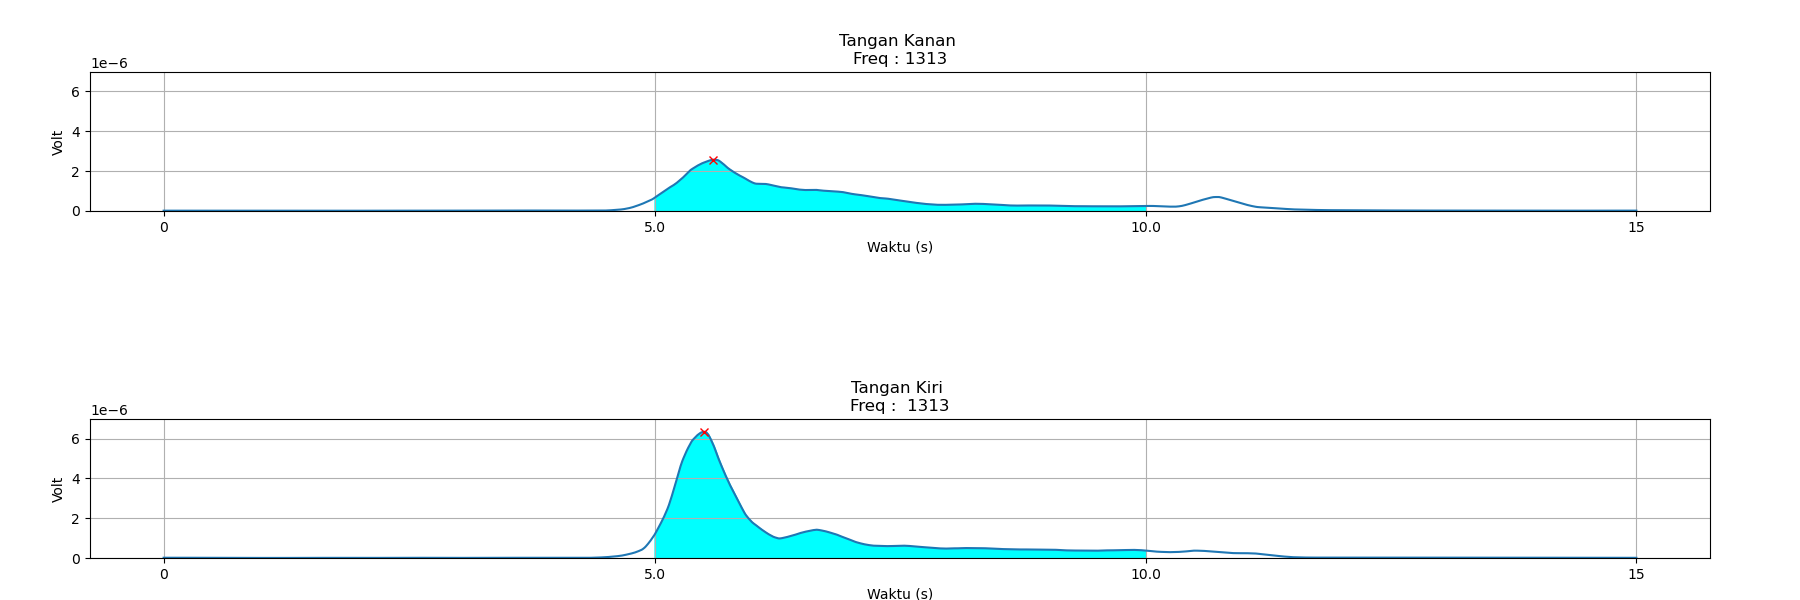 Tangan Kanan
Freq : 1313
1e−6
6
4
2
0
Volt
0 5.0 10.0 15
Waktu (s)
Tangan Kiri
Freq :  1313
1e−6
6
4
2
0
Volt
0 5.0 10.0 15
Waktu (s)